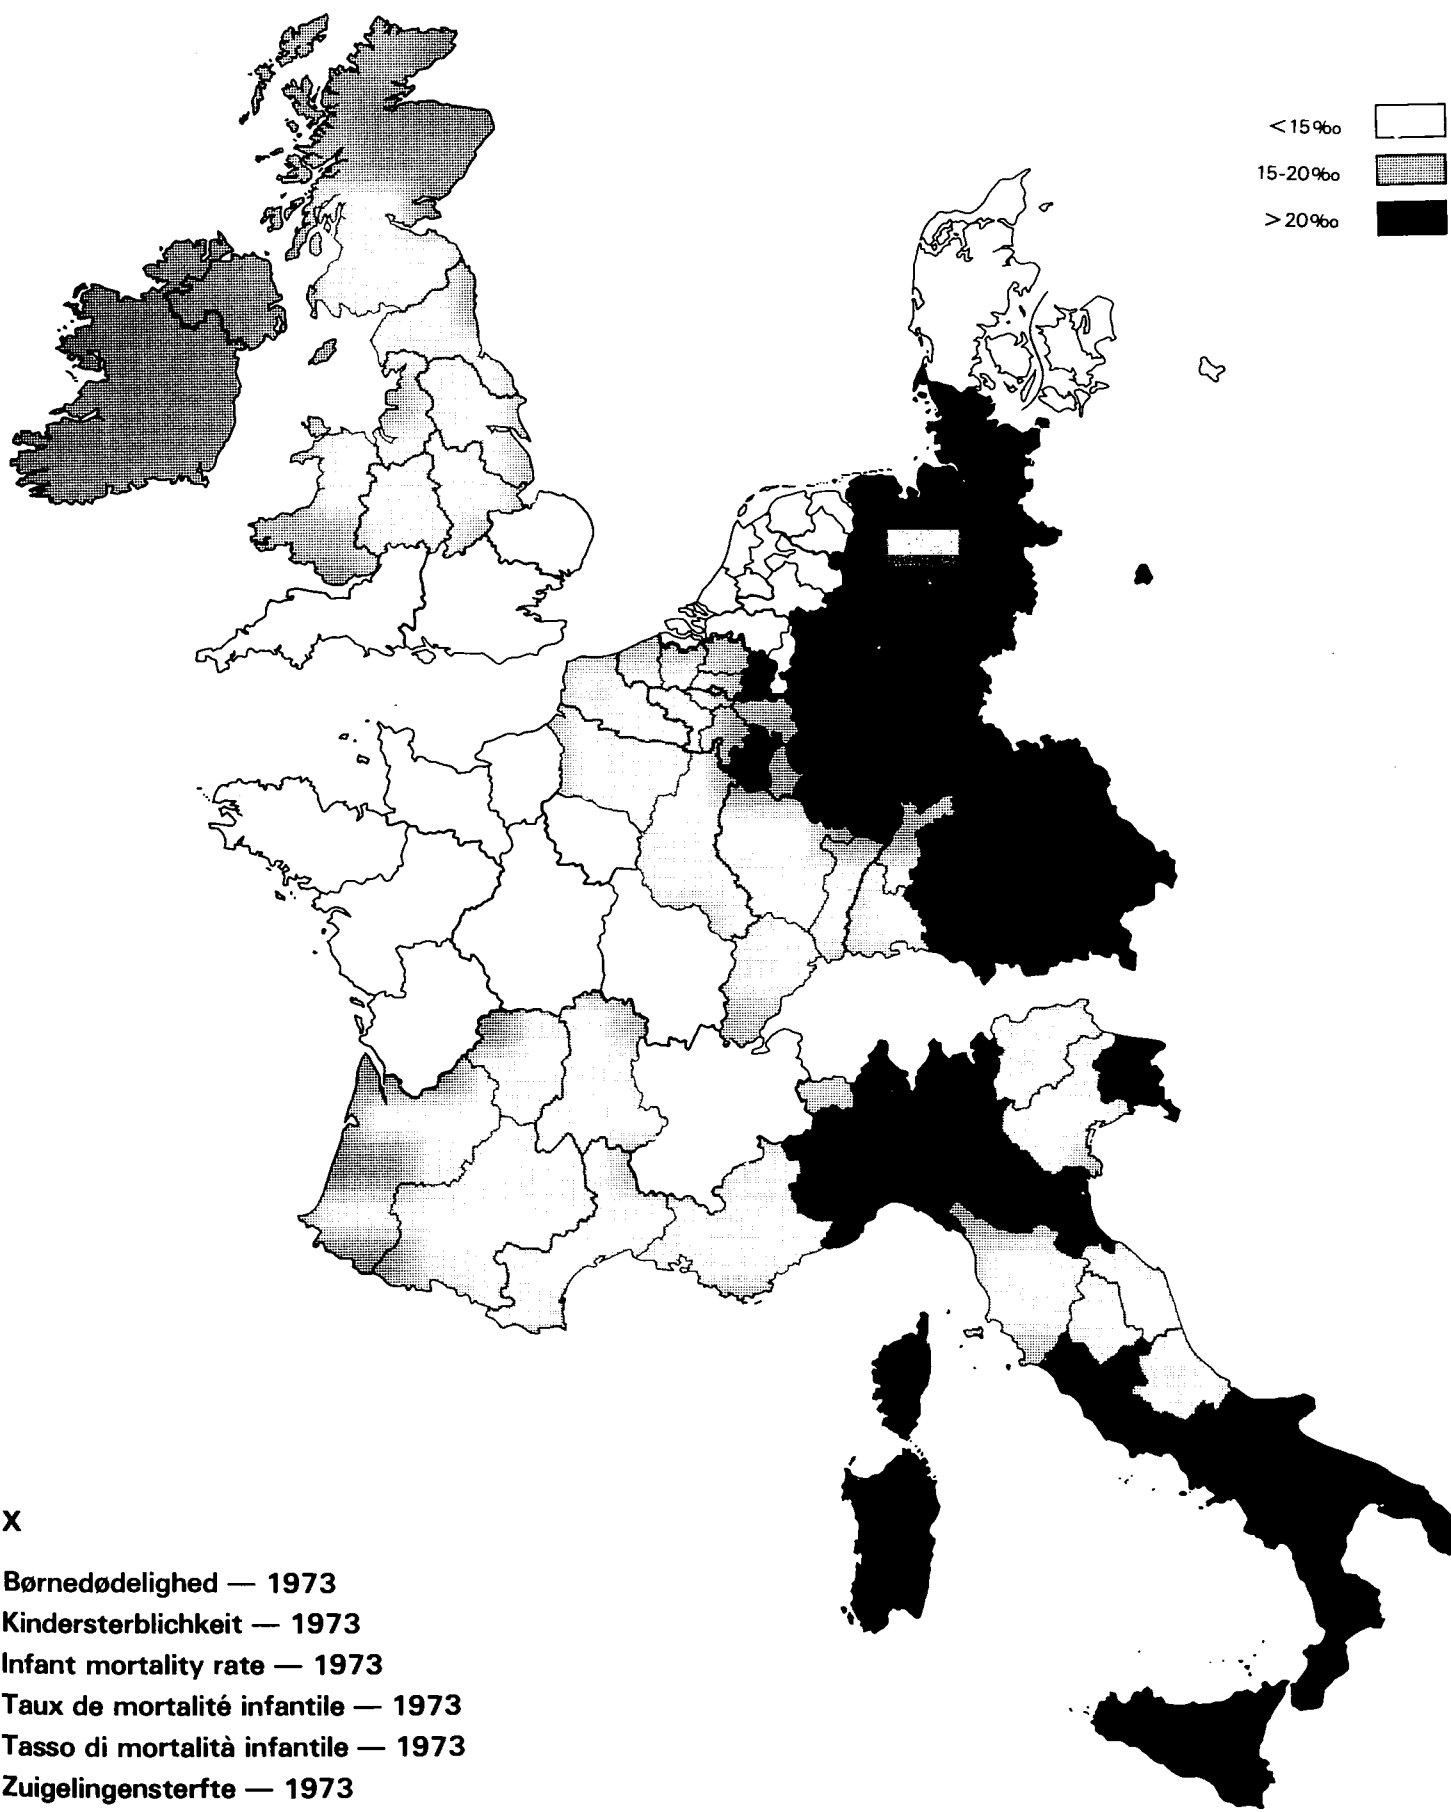 <15‰
15-20‰
>20‰
X
Børnedødelighed — 1973
Kindersterblichkeit — 1973
Infant mortality rate — 1973
Taux de mortalité infantile — 1973
Tasso di mortalità infantile — 1973
Zuigelingensterfte — 1973